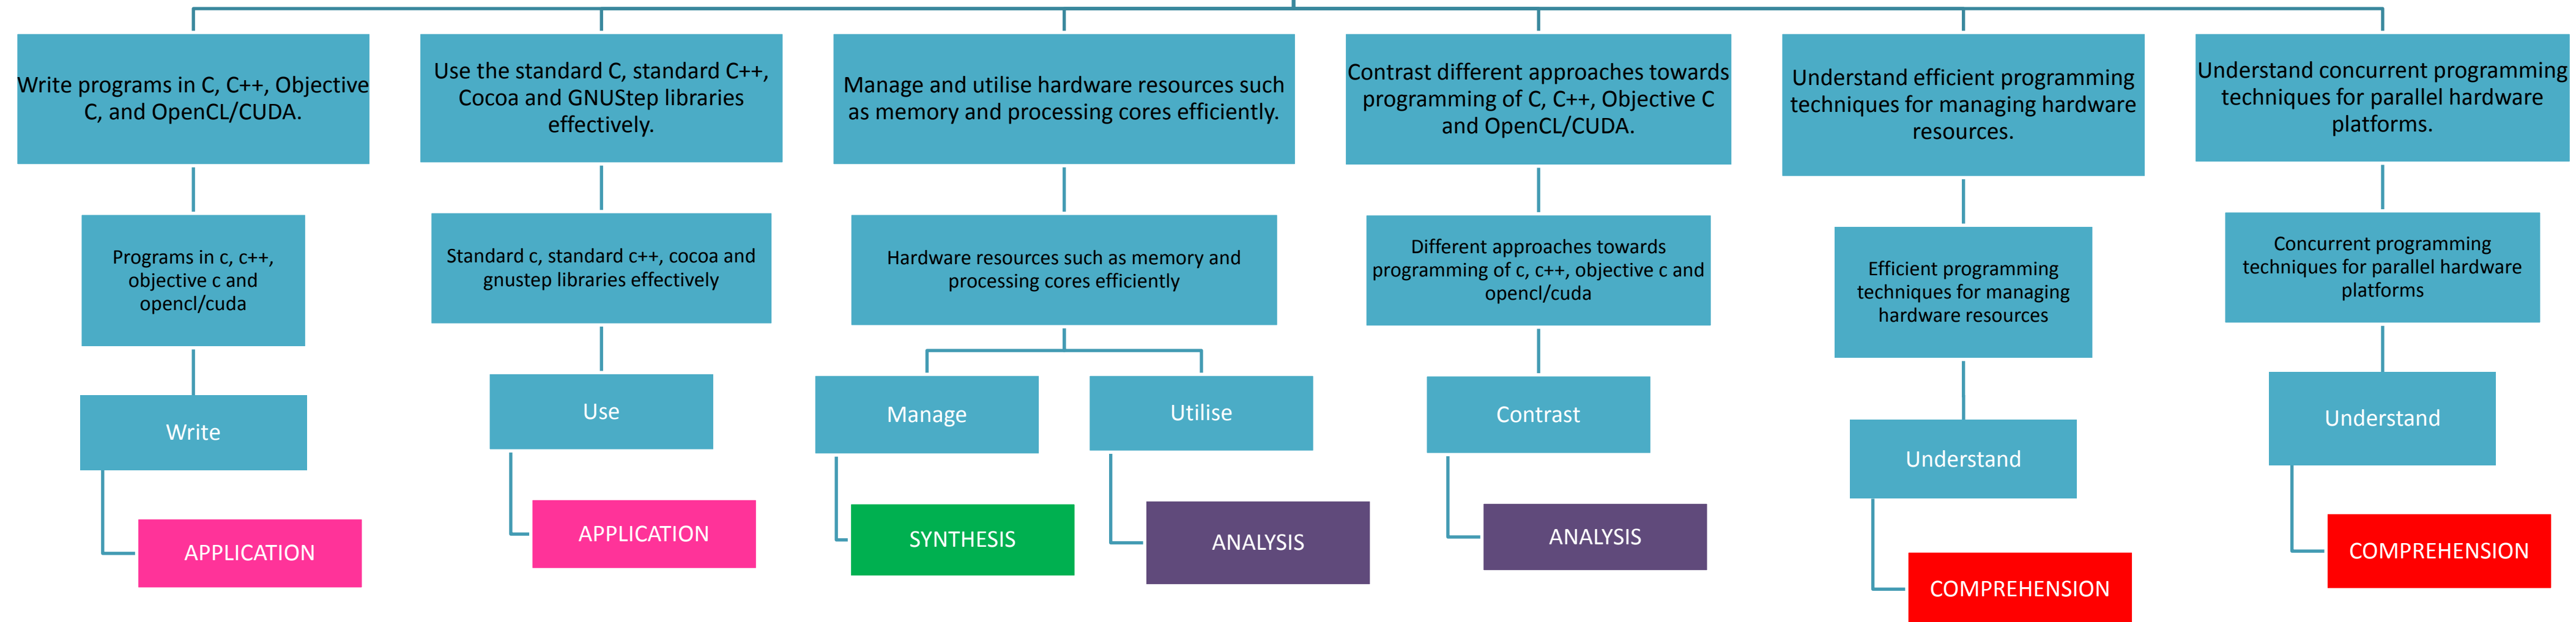 Write programs in C, C++, Objective
C, and OpenCL/CUDA.
Use the standard C, standard C++,
Cocoa and GNUStep libraries
effectively.
Manage and utilise hardware resources such
as memory and processing cores efficiently.
Contrast different approaches towards
programming of C, C++, Objective C
and OpenCL/CUDA.
Understand efficient programming
techniques for managing hardware
resources.
Understand concurrent programming
techniques for parallel hardware
platforms.
Programs in c, c++,
objective c and
opencl/cuda
Standard c, standard c++, cocoa and
gnustep libraries effectively
Hardware resources such as memory and
processing cores efficiently
Different approaches towards
programming of c, c++, objective c and
opencl/cuda
Efficient programming
techniques for managing
hardware resources
Concurrent programming
techniques for parallel hardware
platforms
Write
Use
Manage
Utilise
Contrast
Understand
Understand
APPLICATION
APPLICATION
SYNTHESIS
ANALYSIS
ANALYSIS
COMPREHENSION
COMPREHENSION